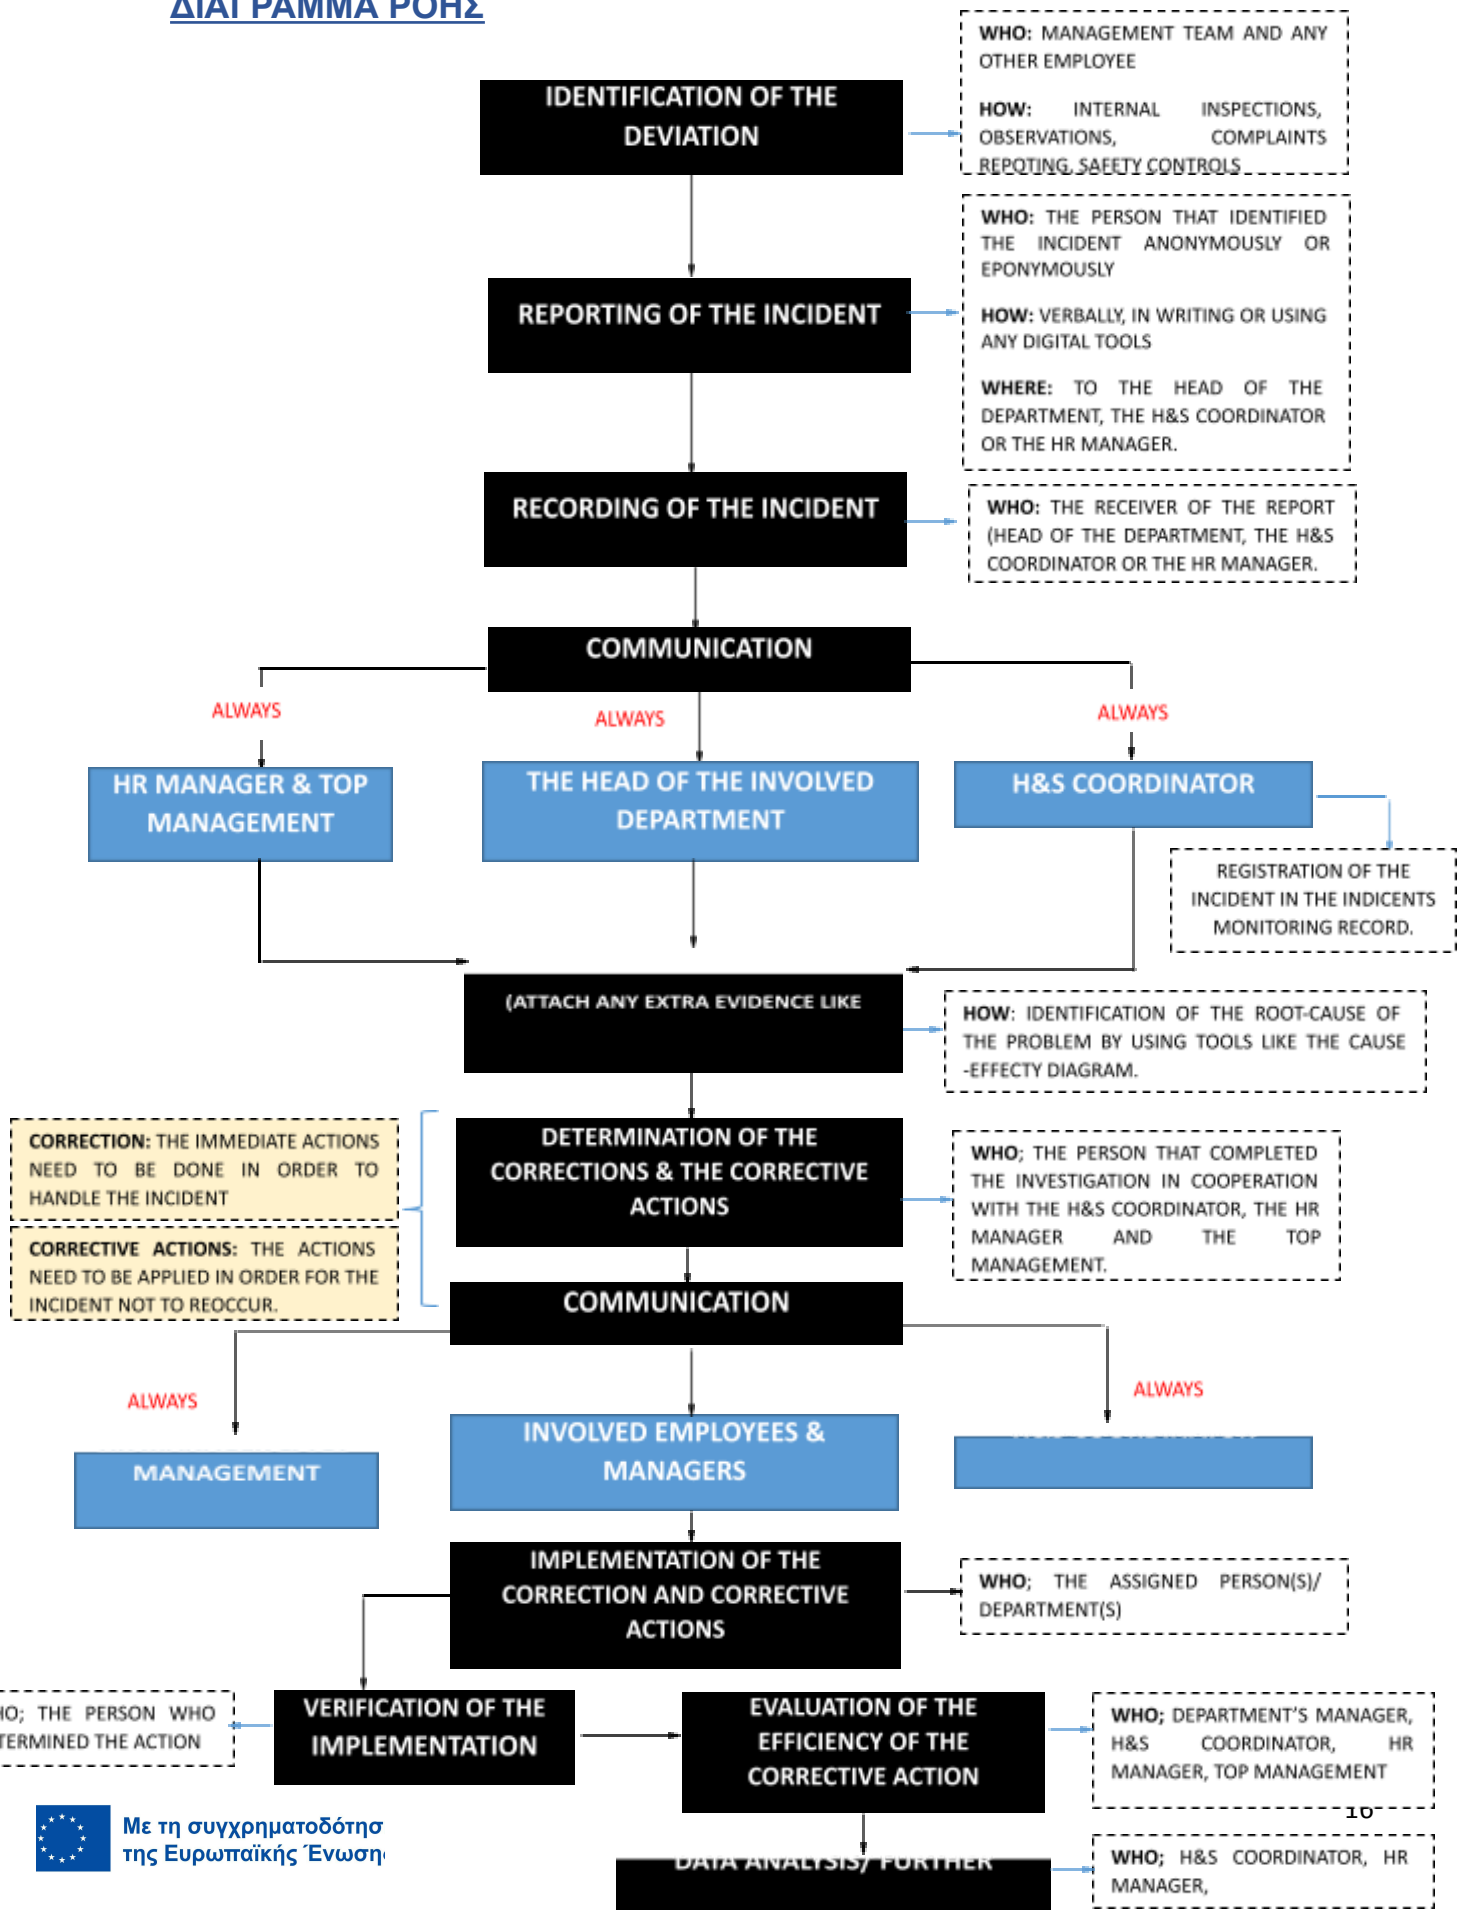 ΔΙΑΓΡΑΜΜΑ ΡΟΗΣ
WHO: MANAGEMENT TEAM AND ANY
OTHER EMPLOYEE
HOW: INTERNAL INSPECTIONS,
OBSERVATIONS, COMPLAINTS
REPOTING, SAFETY CONTROLS
IDENTIFICATION OF THE
DEVIATION
WHO: THE PERSON THAT IDENTIFIED
THE INCIDENT ANONYMOUSLY OR
EPONYMOUSLY
HOW: VERBALLY, IN WRITING OR USING
ANY DIGITAL TOOLS
WHERE: TO THE HEAD OF THE
DEPARTMENT, THE H&S COORDINATOR
OR THE HR MANAGER.
REPORTING OF THE INCIDENT
RECORDING OF THE INCIDENT
WHO: THE RECEIVER OF THE REPORT
(HEAD OF THE DEPARTMENT, THE H&S
COORDINATOR OR THE HR MANAGER.
COMMUNICATION
ALWAYS
ALWAYS
ALWAYS
HR MANAGER & TOP
MANAGEMENT
THE HEAD OF THE INVOLVED
DEPARTMENT
H&S COORDINATOR
REGISTRATION OF THE
INCIDENT IN THE INDICENTS
MONITORING RECORD.
(ATTACH ANY EXTRA EVIDENCE LIKE
HOW: IDENTIFICATION OF THE ROOT-CAUSE OF
THE PROBLEM BY USING TOOLS LIKE THE CAUSE
-EFFECTY DIAGRAM.
CORRECTION: THE IMMEDIATE ACTIONS
NEED TO BE DONE IN ORDER TO
HANDLE THE INCIDENT
CORRECTIVE ACTIONS: THE ACTIONS
NEED TO BE APPLIED IN ORDER FOR THE
INCIDENT NOT TO REOCCUR.
DETERMINATION OF THE
CORRECTIONS & THE CORRECTIVE
ACTIONS
WHO; THE PERSON THAT COMPLETED
THE INVESTIGATION IN COOPERATION
WITH THE H&S COORDINATOR, THE HR
MANAGER AND THE TOP
MANAGEMENT.
COMMUNICATION
ALWAYS
ALWAYS
MANAGEMENT
INVOLVED EMPLOYEES &
MANAGERS
IMPLEMENTATION OF THE
CORRECTION AND CORRECTIVE
ACTIONS
WHO; THE ASSIGNED PERSON(S)/
DEPARTMENT(S)
HO; THE PERSON WHO
TERMINED THE ACTION
VERIFICATION OF THE
IMPLEMENTATION
EVALUATION OF THE
EFFICIENCY OF THE
CORRECTIVE ACTION
WHO; DEPARTMENT'S MANAGER,
H&S COORDINATOR, HR
MANAGER, TOP MANAGEMENT
16
Με τη συγχρηματοδότησ
της Ευρωπαϊκής Ένωση
DATA ANALYSIS/ FURTHER
WHO; H&S COORDINATOR, HR
MANAGER,